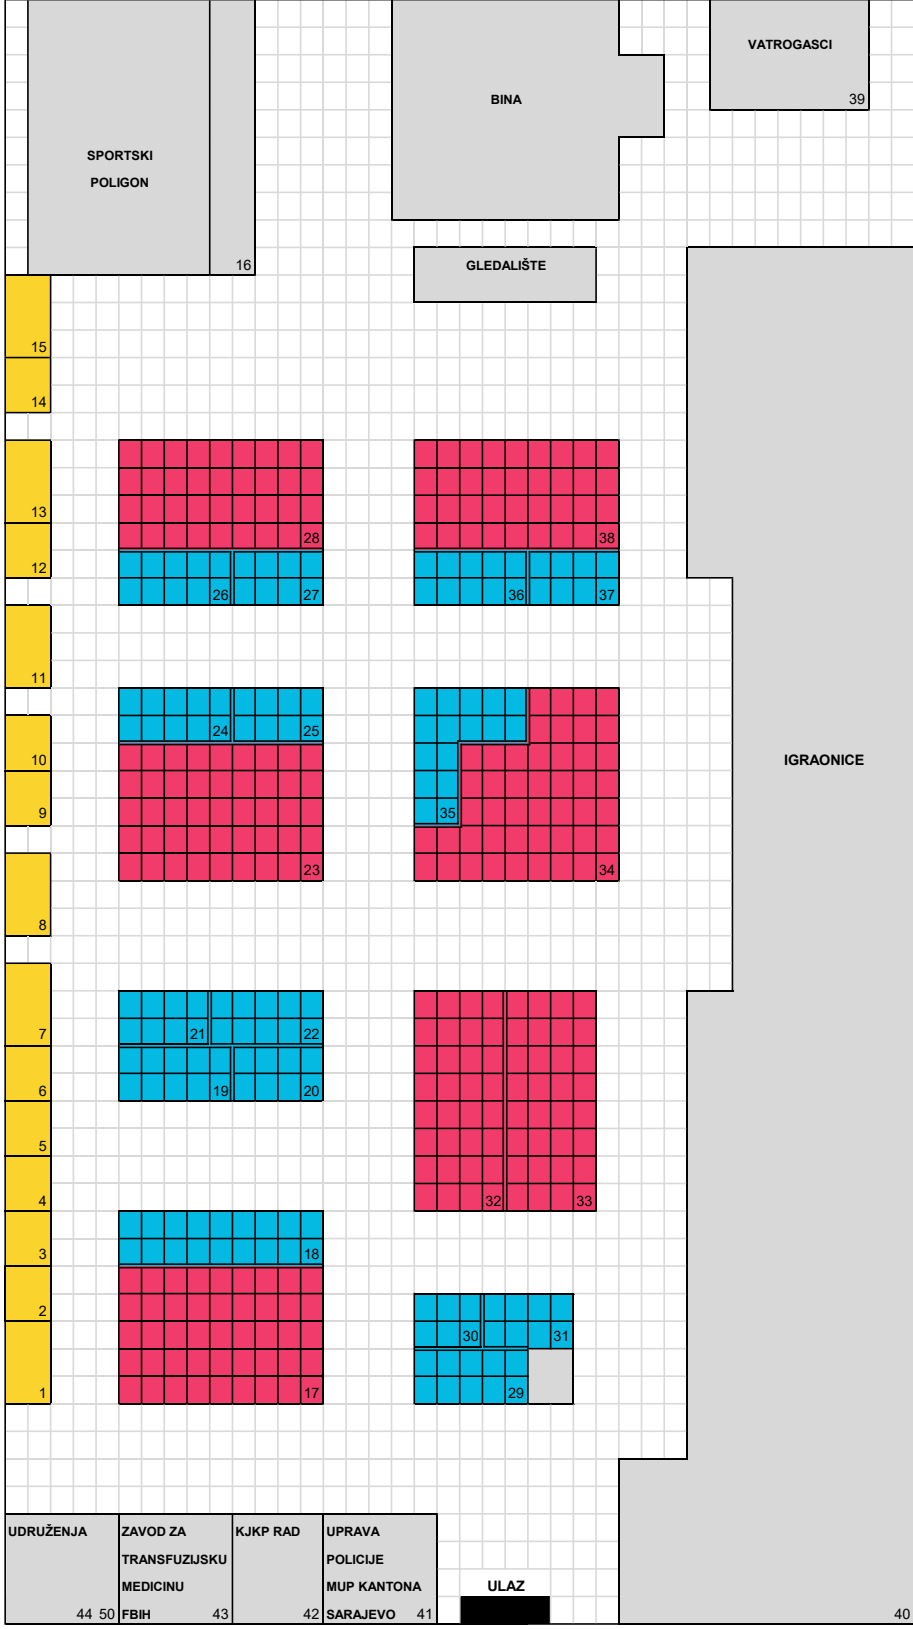 VATROGASCI
39
BINA
SPORTSKI
POLIGON
16
GLEDALIŠTE
15
14
13
28
38
12
26
27
36
37
11
24
25
10
IGRAONICE
9
35
23
34
8
7
21
22
6
19
20
5
4
32
33
3
18
2
30
31
1
17
29
UDRUŽENJA
44 50
ZAVOD ZA
TRANSFUZIJSKU
MEDICINU
FBIH 43
KJKP RAD
42
UPRAVA
POLICIJE
MUP KANTONA
SARAJEVO 41
ULAZ
40